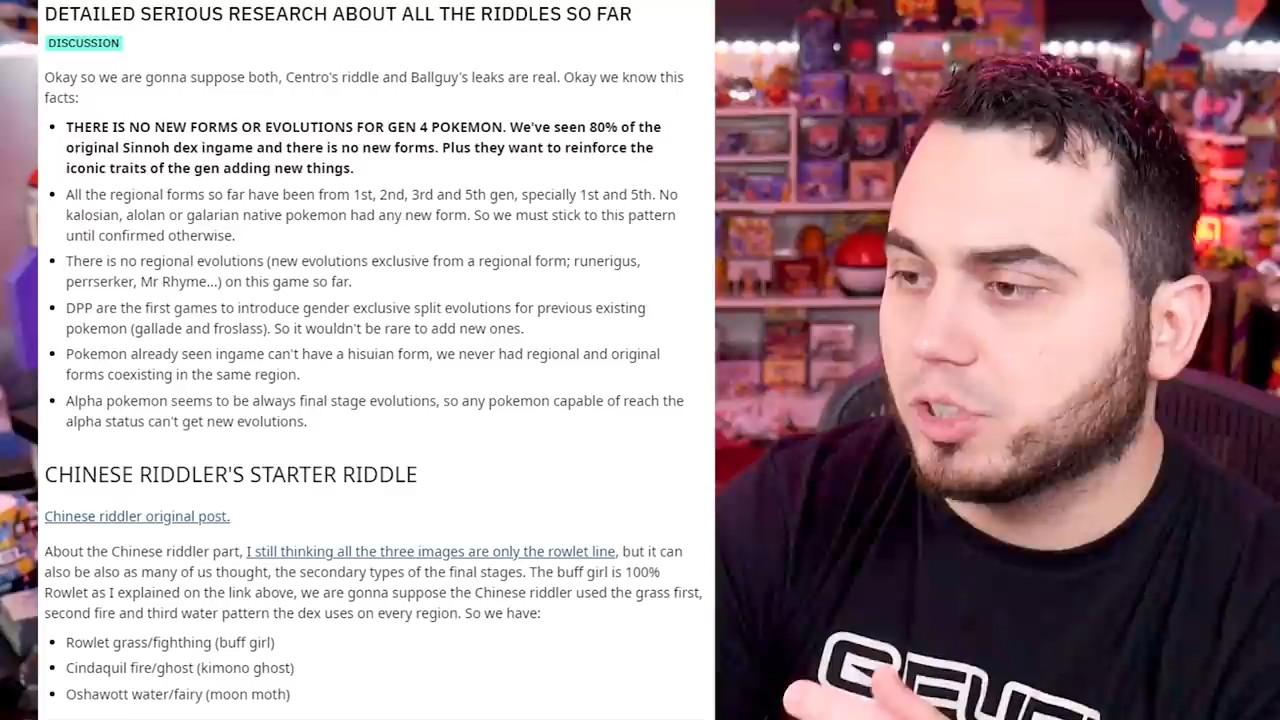 DETAILED SERIOUS RESEARCH ABOUT ALL THE RIDDLES SO FAR
DISCUSSION
Okay so we are gonna suppose both, Centro's riddle and Ballguy's leaks are real. Okay we know this
facts:
• THERE IS NO NEW FORMS OR EVOLUTIONS FOR GEN 4 POKEMON. We've seen 80% of the
original Sinnoh dex ingame and there is no new forms. Plus they want to reinforce the
iconic traits of the gen adding new things.
• All the regional forms so far have been from 1st, 2nd, 3rd and 5th gen, specially 1st and 5th. No
kalosian, alolan or galarian native pokemon had any new form. So we must stick to this pattern
until confirmed otherwise.
• There is no regional evolutions (new evolutions exclusive from a regional form; runerigus,
perrserker, Mr Rhyme...) on this game so far.
• DPP are the first games to introduce gender exclusive split evolutions for previous existing
pokemon (gallade and froslass). So it wouldn't be rare to add new ones.
• Pokemon already seen ingame can't have a hisuian form, we never had regional and original
forms coexisting in the same region.
• Alpha pokemon seems to be always final stage evolutions, so any pokemon capable of reach the
alpha status can't get new evolutions.
CHINESE RIDDLER'S STARTER RIDDLE
Chinese riddler original post.
About the Chinese riddler part, I still thinking all the three images are only the rowlet line, but it can
also be also as many of us thought, the secondary types of the final stages. The buff girl is 100%
Rowlet as I explained on the link above, we are gonna suppose the Chinese riddler used the grass first,
second fire and third water pattern the dex uses on every region. So we have:
• Rowlet grass/fighthing (buff girl)
• Cindaquil fire/ghost (kimono ghost)
• Oshawott water/fairy (moon moth)